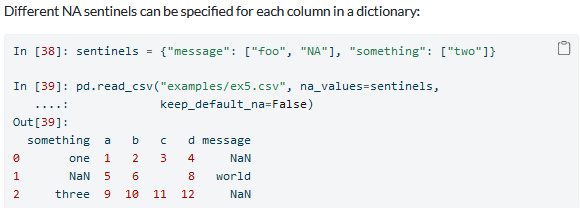 Different NA sentinels can be specified for each column in a dictionary:
In [38]: sentinels = {"message": ["foo", "NA"], "something": ["two"]}
In [39]: pd.read_csv("examples/ex5.csv", na_values=sentinels,
....: keep_default_na=False)
Out[39]:
something a b c d message
0 one 1 2 3 4 NaN
1 NaN 5 6 8 world
2 three 9 10 11 12 NaN